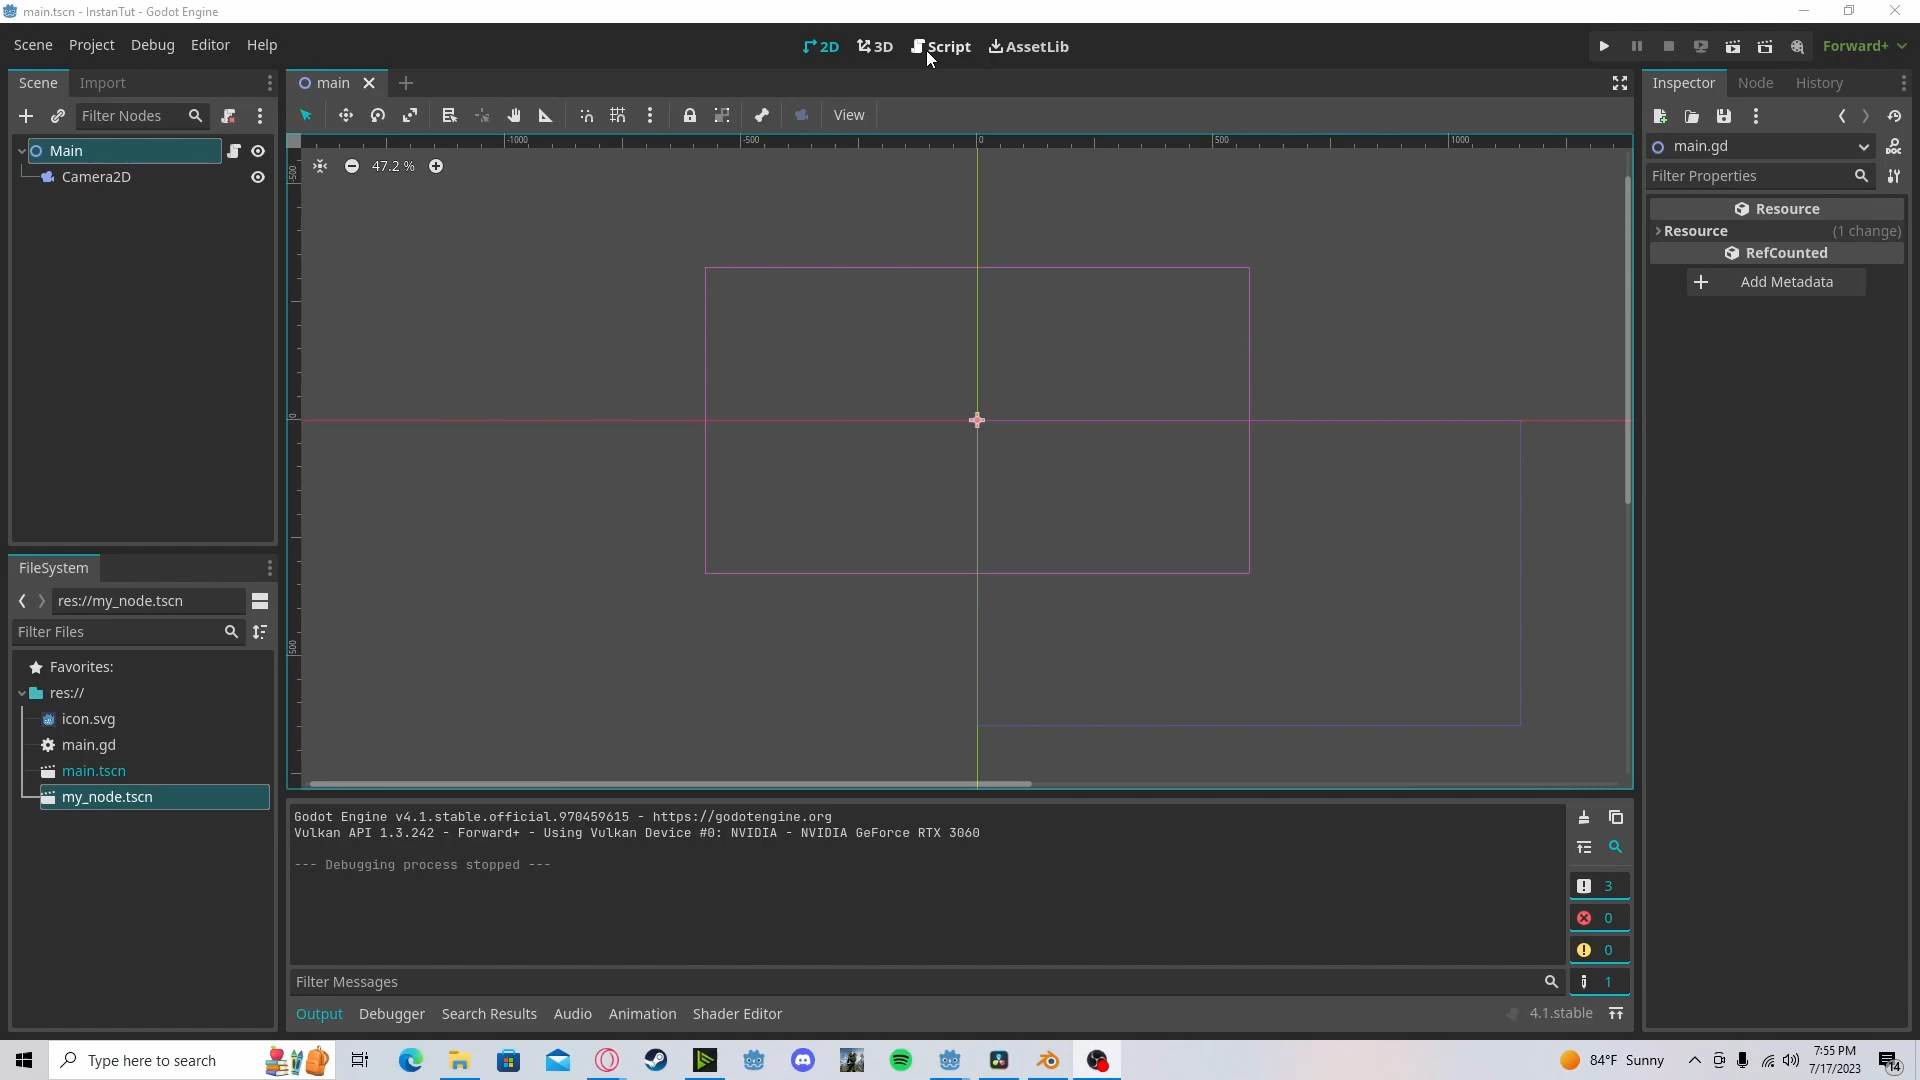 main.tscn - InstanTut - Godot Engine
Scene Project Debug Editor Help
2D 3D Script AssetLib
Forward+
Scene Import
main
Inspector Node History
Filter Nodes
View
Main
Camera2D
-1000 -500 0 500 1000
-500
0
500
47.2 %
main.gd
Filter Properties
Resource
Resource (1 change)
RefCounted
Add Metadata
FileSystem
res://my_node.tscn
Filter Files
Favorites:
res://
icon.svg
main.gd
main.tscn
my_node.tscn
Godot Engine v4.1.stable.official.970459615 - https://godotengine.org
Vulkan API 1.3.242 - Forward+ - Using Vulkan Device #0: NVIDIA - NVIDIA GeForce RTX 3060
--- Debugging process stopped ---
3
0
0
1
Filter Messages
Output Debugger Search Results Audio Animation Shader Editor
4.1.stable
Type here to search
84°F Sunny
7:55 PM
7/17/2023
14